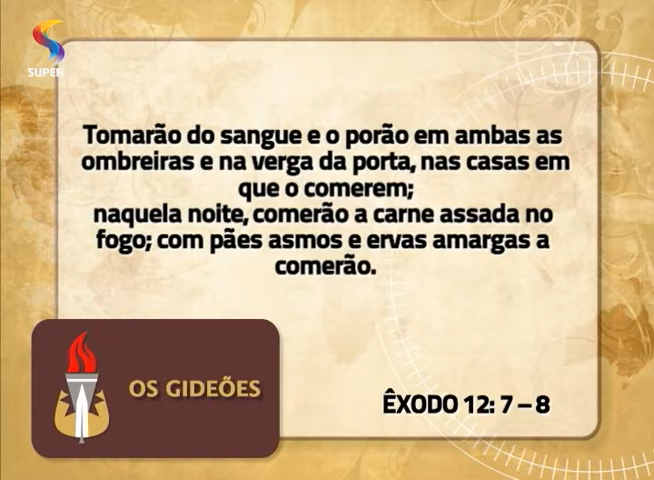 SUPER
Tomarão do sangue e o porão em ambas as
ombreiras e na verga da porta, nas casas em
que o comerem;
naquela noite, comerão a carne assada no
fogo; com pães asmos e ervas amargas a
comerão.
OS GIDEÕES
ÊXODO 12: 7 – 8